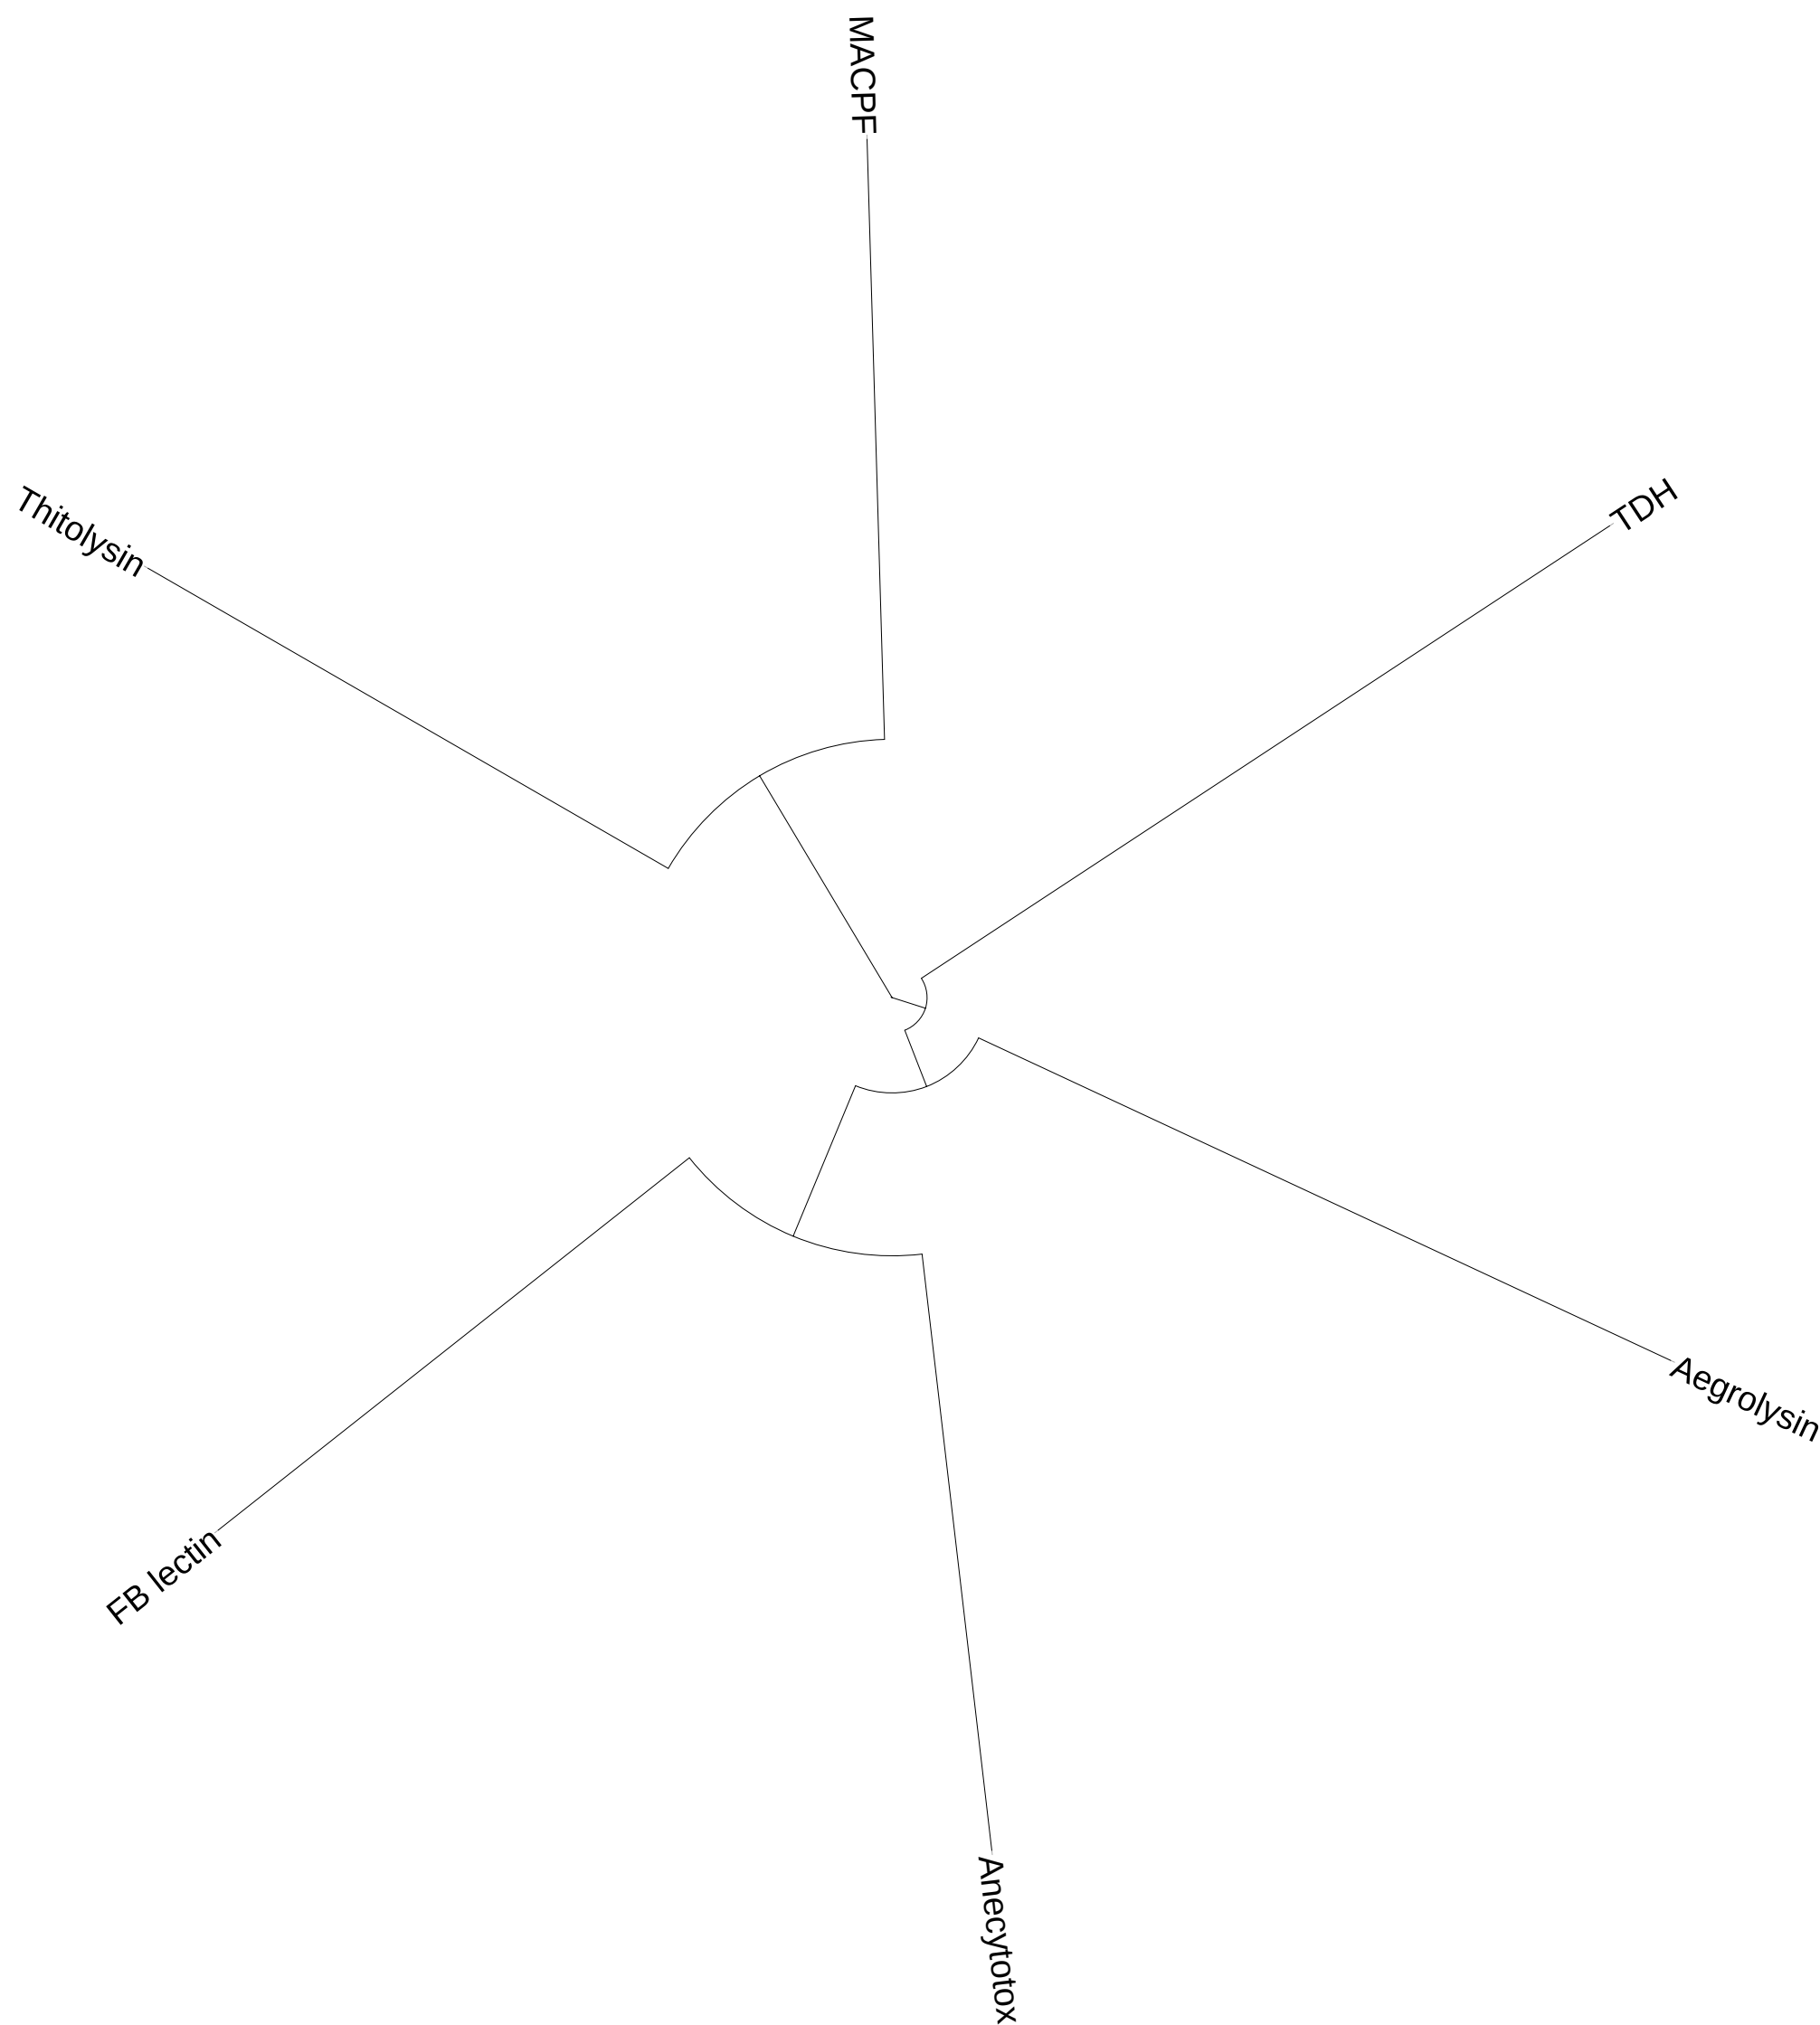 MACPF
TDH
Thitolysin
Aegrolysin
FB lectin
Anecytotox